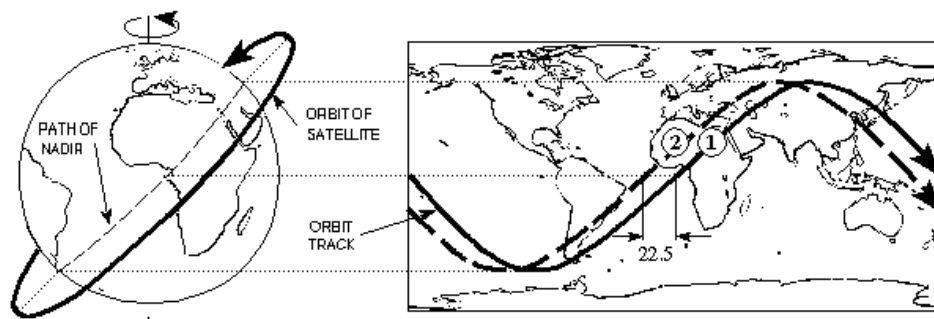 PATH OF
NADIR
ORBIT OF
SATELLITE
ORBIT
TRACK
2
1
22.5